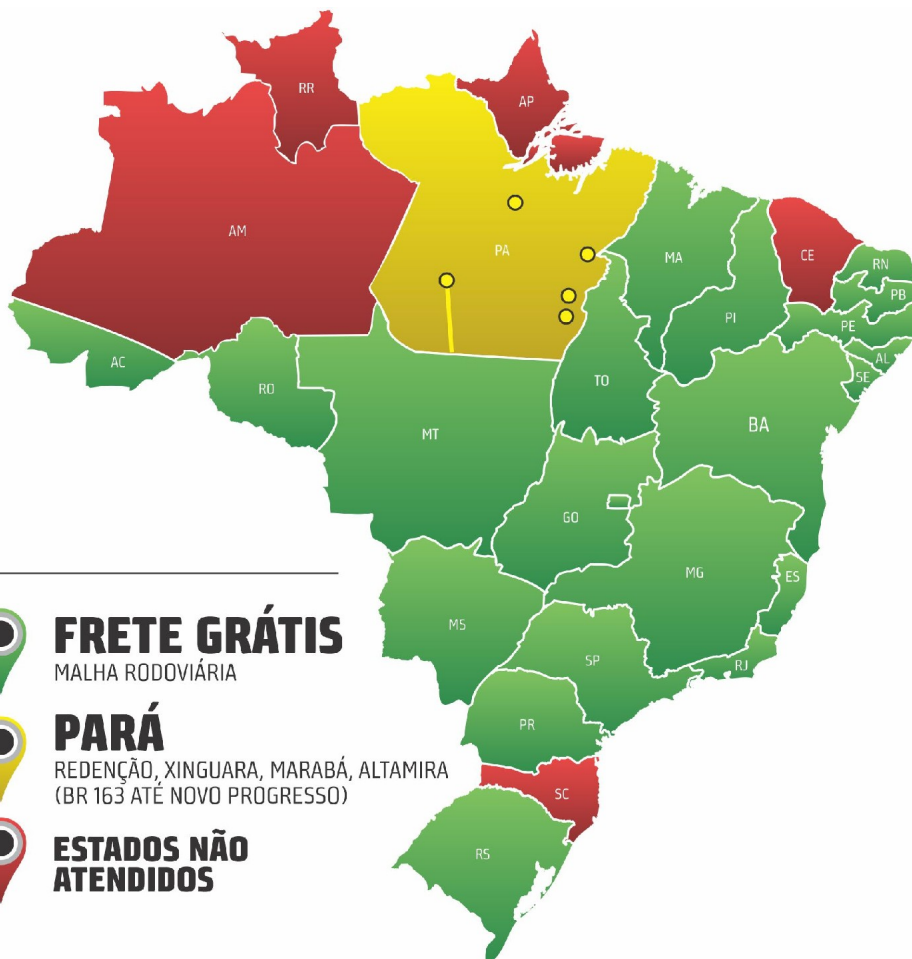 RR
AP
AM
PA
MA
CE
RN
PB
PI
PE
AL
SE
AC
RO
TO
MT
BA
GO
MG
ES
MS
SP
RJ
PR
SC
RS
FRETE GRÁTIS
MALHA RODOVIÁRIA
PARÁ
REDENÇÃO, XINGUARA, MARABÁ, ALTAMIRA
(BR 163 ATÉ NOVO PROGRESSO)
ESTADOS NÃO
ATENDIDOS